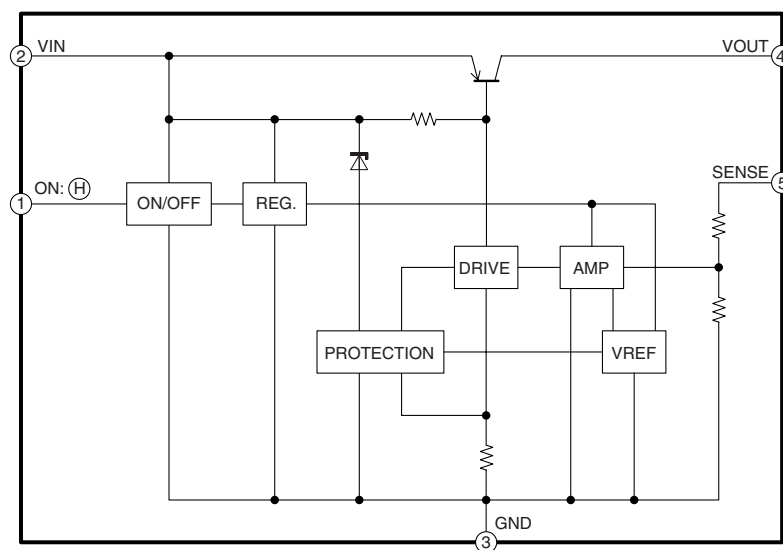 2 VIN
VOUT 4
1 ON: H
SENSE 5
ON/OFF
REG.
DRIVE
AMP
PROTECTION
VREF
GND
3